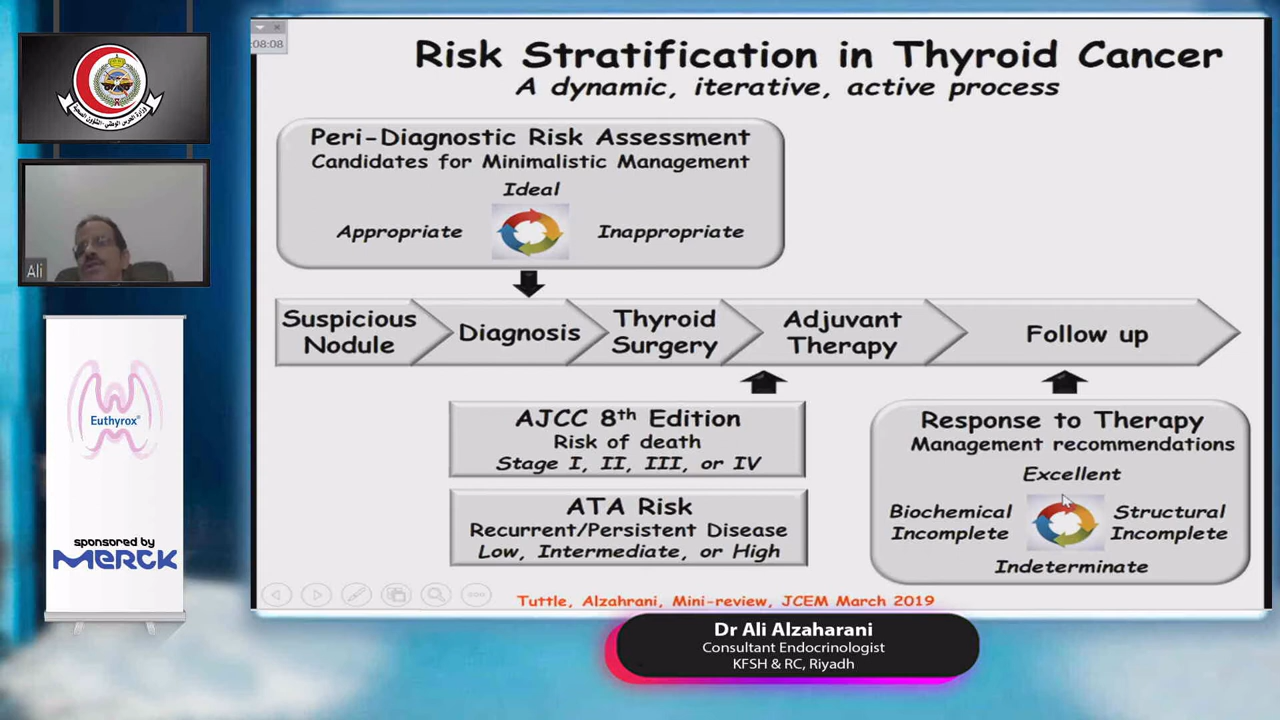 :08:08
Risk Stratification in Thyroid Cancer
A dynamic, iterative, active process
Peri-Diagnostic Risk Assessment
Candidates for Minimalistic Management
Ideal
Appropriate
Inappropriate
Suspicious
Nodule
Diagnosis
Thyroid
Surgery
Adjuvant
Therapy
Follow up
AJCC 8th Edition
Risk of death
Stage I, II, III, or IV
ATA Risk
Recurrent/Persistent Disease
Low, Intermediate, or High
Response to Therapy
Management recommendations
Excellent
Biochemical
Incomplete
Structural
Incomplete
Indeterminate
Tuttle, Alzahrani, Mini-review, JCEM March 2019
Ali
Euthyrox®
sponsored by
MERCK
Dr Ali Alzaharani
Consultant Endocrinologist
KFSH & RC, Riyadh